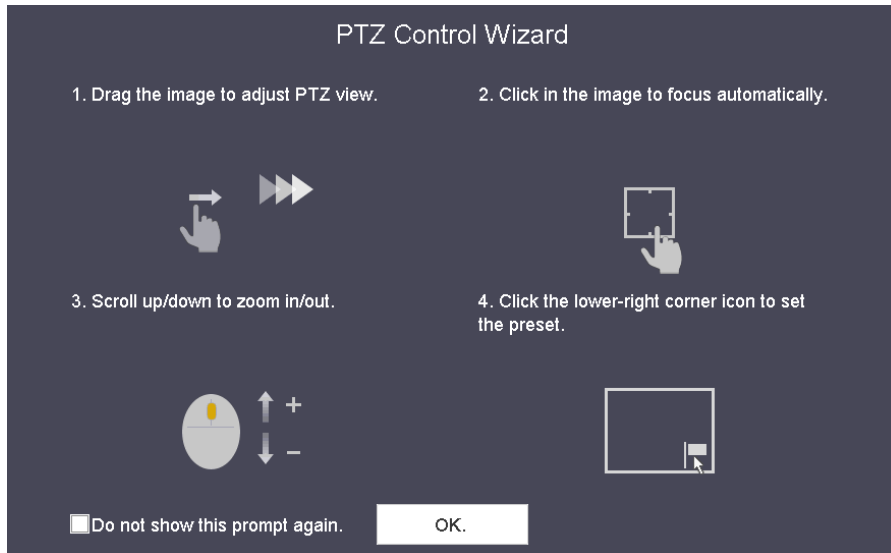 PTZ Control Wizard
1. Drag the image to adjust PTZ view.
2. Click in the image to focus automatically.
3. Scroll up/down to zoom in/out.
4. Click the lower-right corner icon to set
the preset.
Do not show this prompt again.
OK.